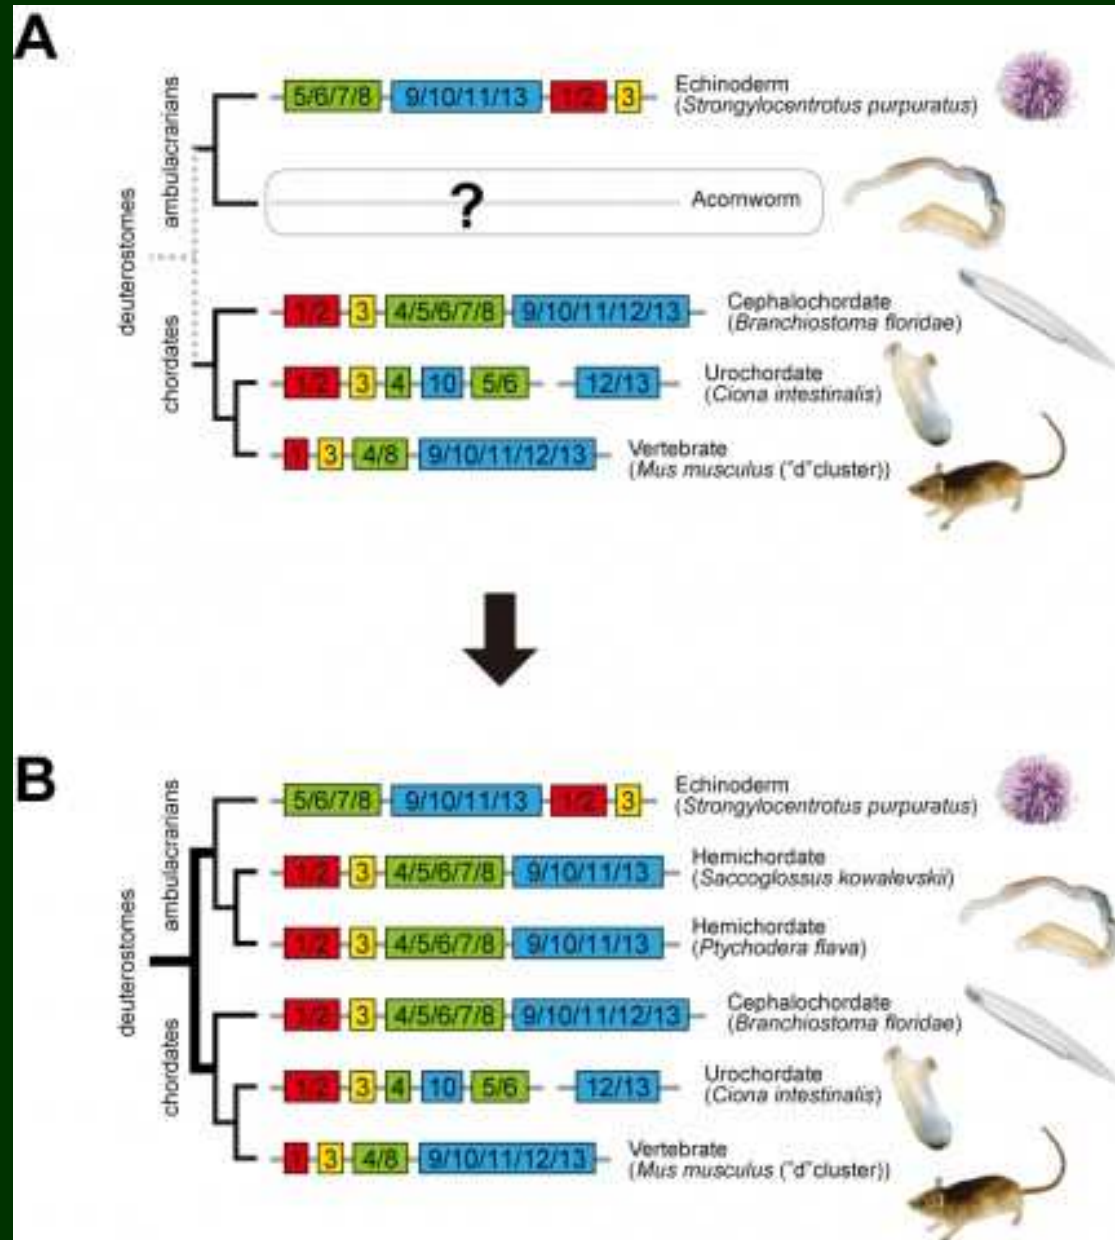 A
ambulacrarians
deuterostomes
chordates
5/6/7/8 9/10/11/13 1/2 3
Echinoderm
(Strongylocentrotus purpuratus)
?
Acornworm
1/2 3 4/5/6/7/8 9/10/11/12/13
Cephalochordate
(Branchiostoma floridae)
1/2 3 4 10 5/6 12/13
Urochordate
(Ciona intestinalis)
1 3 4/8 9/10/11/12/13
Vertebrate
(Mus musculus ("d"cluster))
B
ambulacrarians
deuterostomes
chordates
5/6/7/8 9/10/11/13 1/2 3
Echinoderm
(Strongylocentrotus purpuratus)
1/2 3 4/5/6/7/8 9/10/11/13
Hemichordate
(Saccoglossus kowalevskii)
1/2 3 4/5/6/7/8 9/10/11/13
Hemichordate
(Ptychodera flava)
1/2 3 4/5/6/7/8 9/10/11/12/13
Cephalochordate
(Branchiostoma floridae)
1/2 3 4 10 5/6 12/13
Urochordate
(Ciona intestinalis)
1 3 4/8 9/10/11/12/13
Vertebrate
(Mus musculus ("d"cluster))